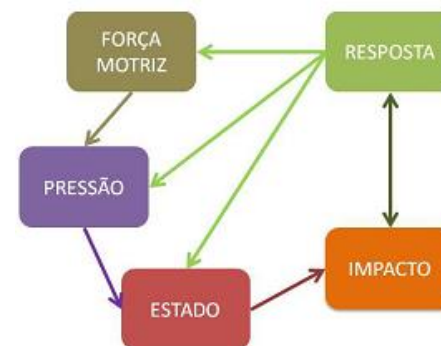 FORÇA
MOTRIZ
RESPOSTA
PRESSÃO
ESTADO
IMPACTO